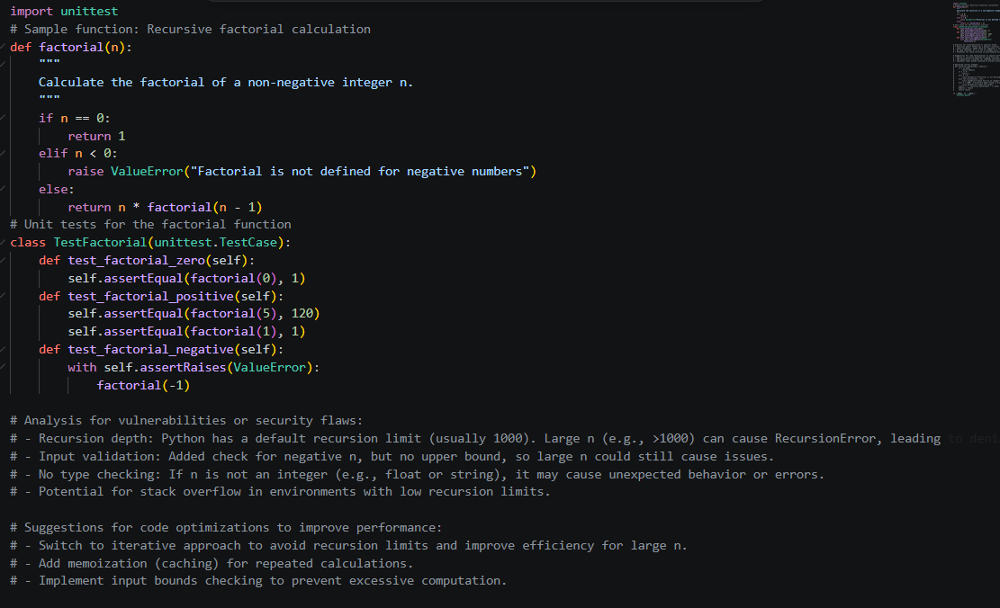 import unittest
# Sample function: Recursive factorial calculation
def factorial(n):
    """
    Calculate the factorial of a non-negative integer n.
    """
    if n == 0:
        return 1
    elif n < 0:
        raise ValueError("Factorial is not defined for negative numbers")
    else:
        return n * factorial(n - 1)
# Unit tests for the factorial function
class TestFactorial(unittest.TestCase):
    def test_factorial_zero(self):
        self.assertEqual(factorial(0), 1)
    def test_factorial_positive(self):
        self.assertEqual(factorial(5), 120)
        self.assertEqual(factorial(1), 1)
    def test_factorial_negative(self):
        with self.assertRaises(ValueError):
            factorial(-1)

# Analysis for vulnerabilities or security flaws:
# - Recursion depth: Python has a default recursion limit (usually 1000). Large n (e.g., >1000) can cause RecursionError, leading to
# - Input validation: Added check for negative n, but no upper bound, so large n could still cause issues.
# - No type checking: If n is not an integer (e.g., float or string), it may cause unexpected behavior or errors.
# - Potential for stack overflow in environments with low recursion limits.

# Suggestions for code optimizations to improve performance:
# - Switch to iterative approach to avoid recursion limits and improve efficiency for large n.
# - Add memoization (caching) for repeated calculations.
# - Implement input bounds checking to prevent excessive computation.